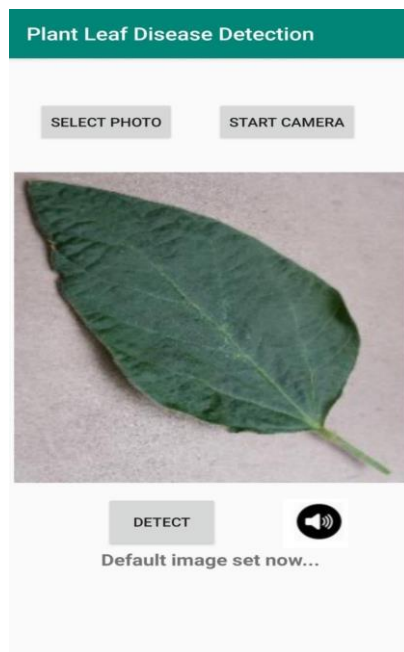 Plant Leaf Disease Detection
SELECT PHOTO
START CAMERA
DETECT
Default image set now...